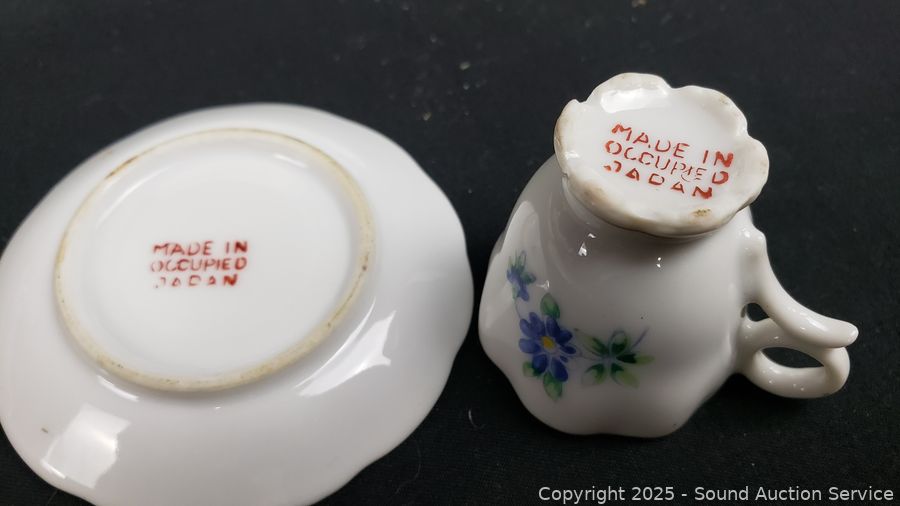 MADE IN
OCCUPIED
JAPAN
MADE IN
OCCUPIED
JAPAN
Copyright © 2025 - Sound Auction Service